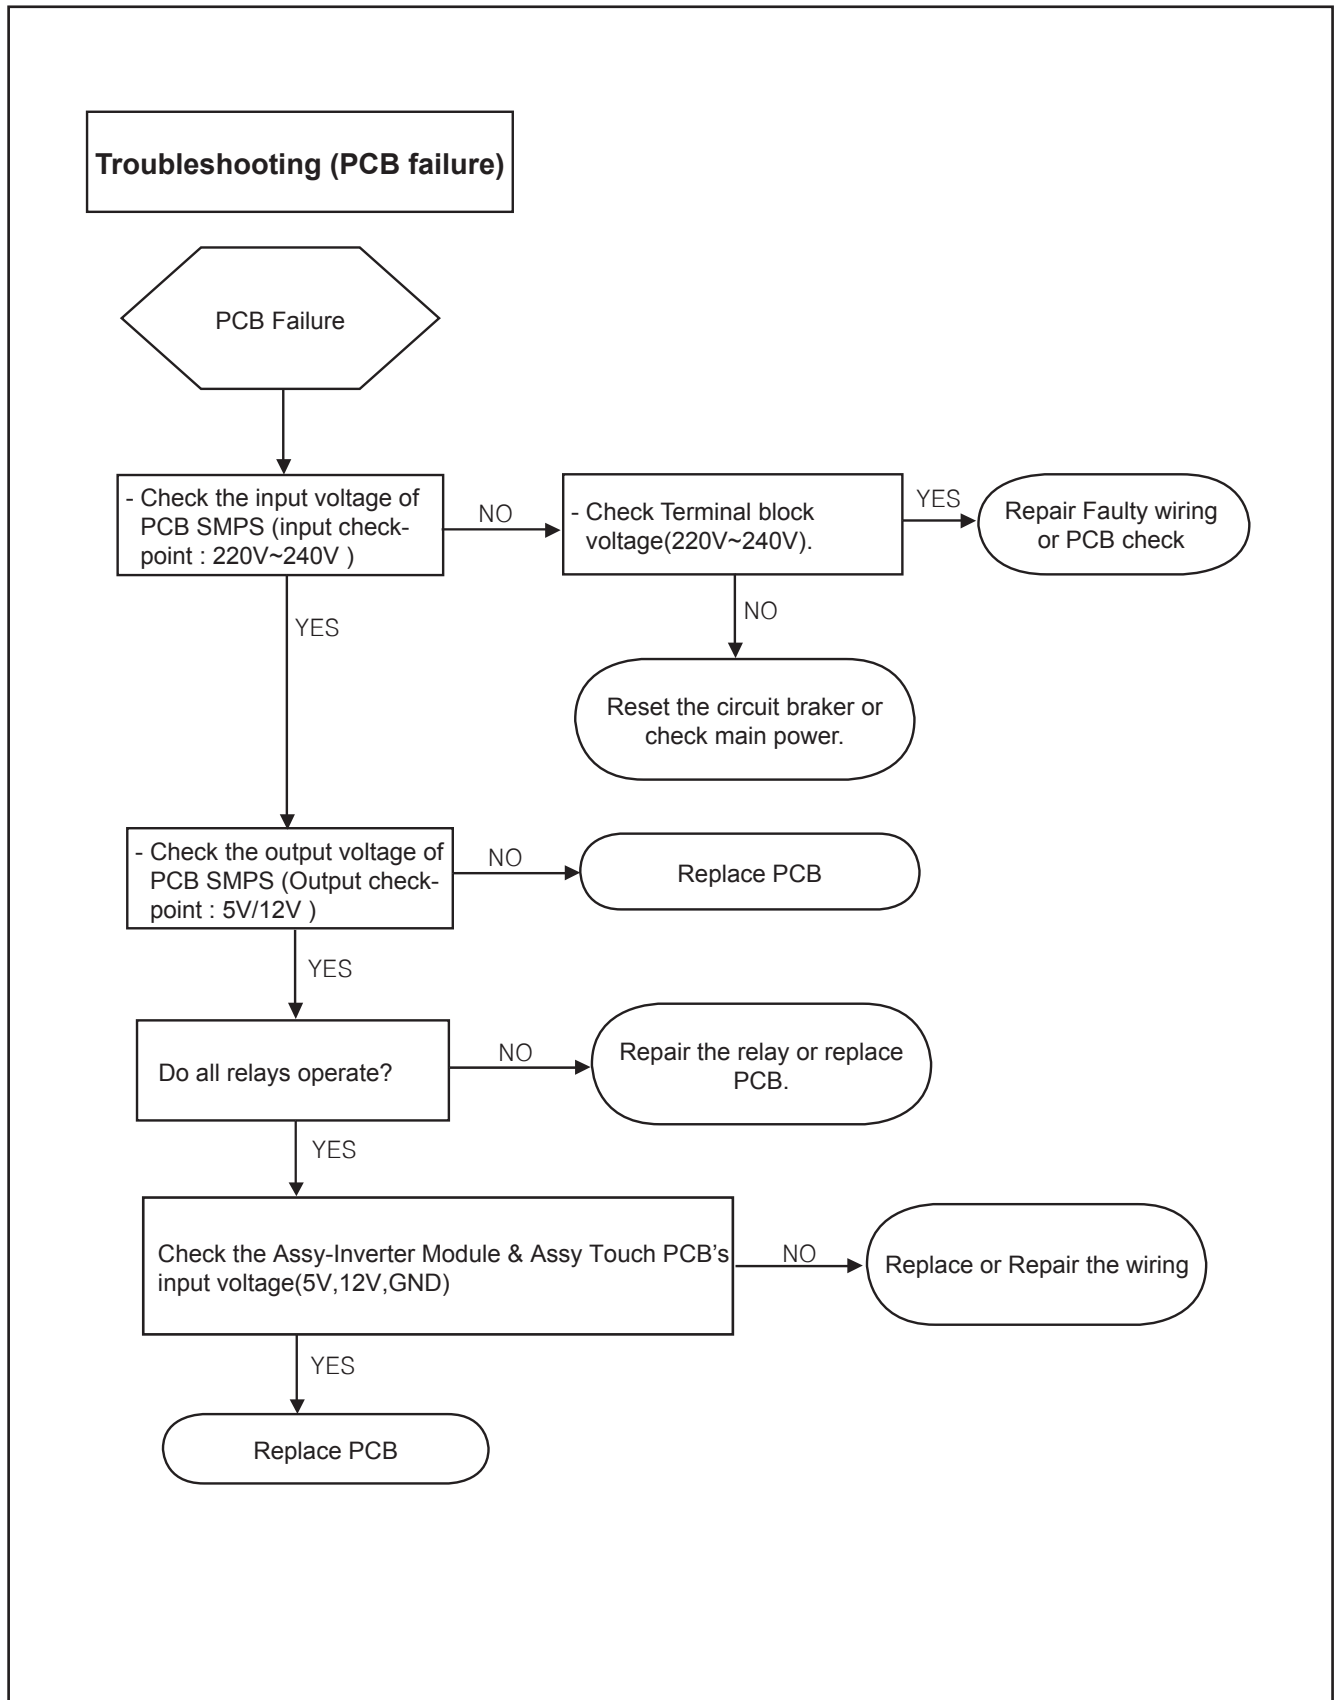 Troubleshooting (PCB failure)
PCB Failure
- Check the input voltage of
PCB SMPS (input check-
point : 220V~240V )
NO
- Check Terminal block
voltage(220V~240V).
YES
Repair Faulty wiring
or PCB check
NO
Reset the circuit braker or
check main power.
YES
- Check the output voltage of
PCB SMPS (Output check-
point : 5V/12V )
NO
Replace PCB
YES
Do all relays operate?
NO
Repair the relay or replace
PCB.
YES
Check the Assy-Inverter Module & Assy Touch PCB's
input voltage(5V,12V,GND)
NO
Replace or Repair the wiring
YES
Replace PCB